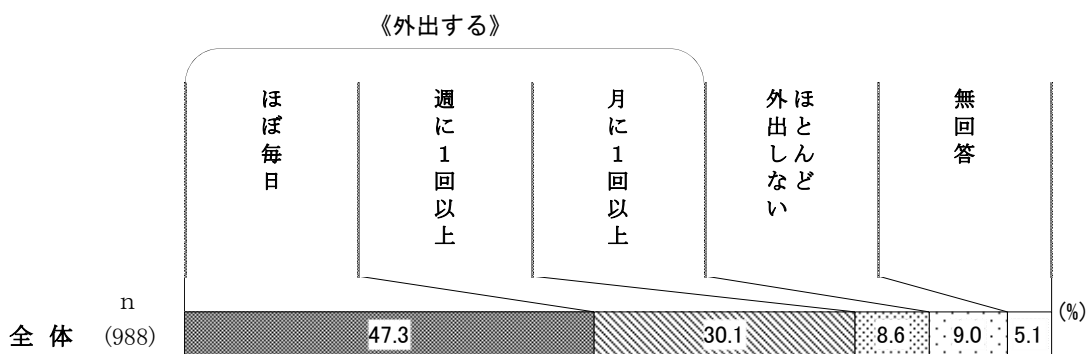 《外出する》
ほぼ毎日
週に1回以上
月に1回以上
ほとんど
外出しない
無回答
n
(%)
全 体 (988) 47.3 30.1 8.6 9.0 5.1